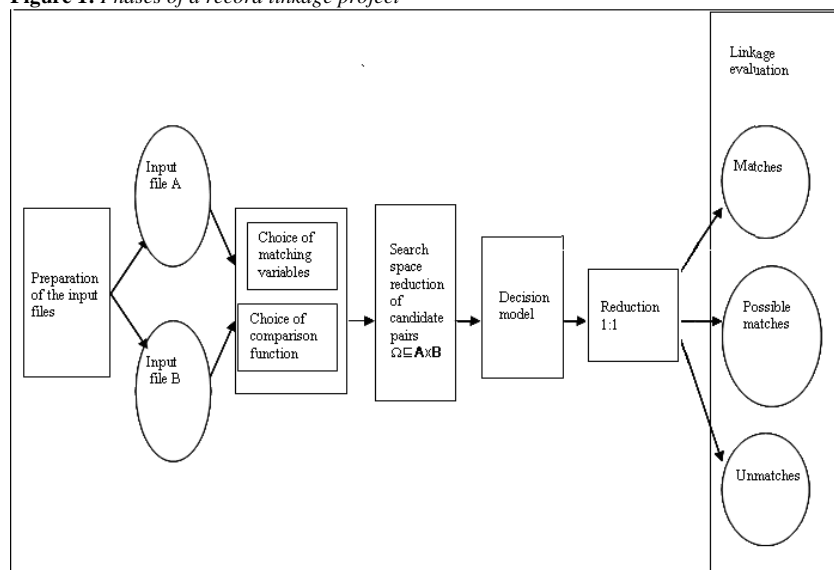 Figure 1: Phases of a record linkage project
Linkage
evaluation
Input
file A
Matches
Preparation
of the input
files
Choice of
matching
variables
Choice of
comparison
function
Search
space
reduction
of
candidate
pairs
Ω⊆AxB
Decision
model
Reduction
1:1
Possible
matches
Input
file B
Unmatches